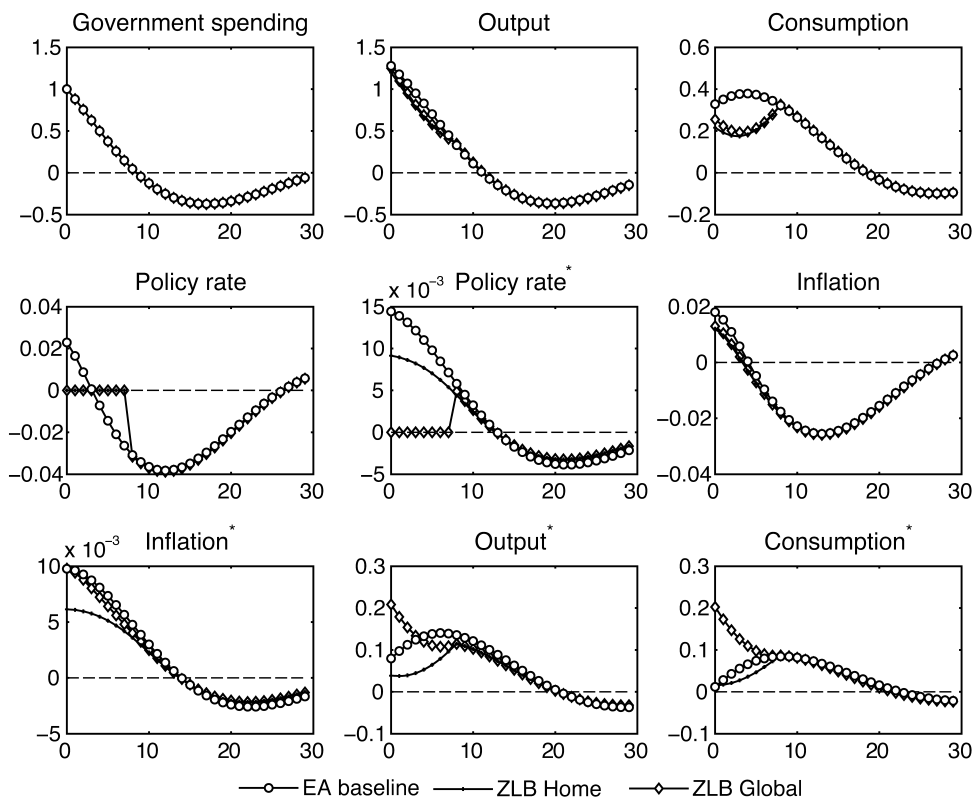 Government spending Output Consumption
1.5 1.5 0.6
1 1 0.4
0.5 0.5 0.2
0 0 0
−0.5 −0.5 −0.2
0 10 20 30 0 10 20 30 0 10 20 30
Policy rate x 10⁻³ Policy rate* Inflation
0.04 15 0.02
0.02 10 0
0 5 −0.02
−0.02 0 −0.04
−0.04 −5
0 10 20 30 0 10 20 30 0 10 20 30
x 10⁻³ Inflation* Output* Consumption*
10 0.3 0.3
5 0.2 0.2
0 0.1 0.1
−5 0 0
−0.1 −0.1
0 10 20 30 0 10 20 30 0 10 20 30
EA baseline ZLB Home ZLB Global